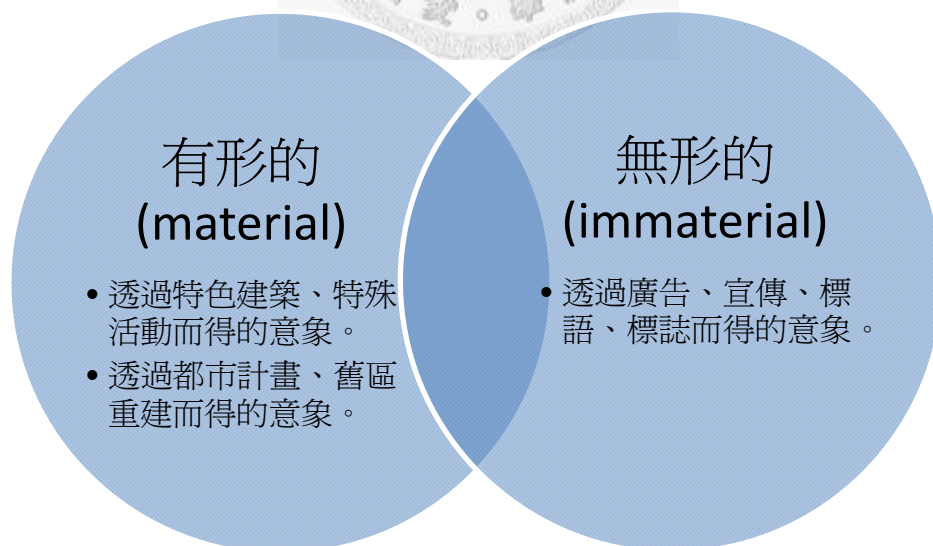 有形的
(material)
• 透過特色建築、特殊
活動而得的意象。
• 透過都市計畫、舊區
重建而得的意象。
無形的
(immaterial)
• 透過廣告、宣傳、標
語、標誌而得的意象。